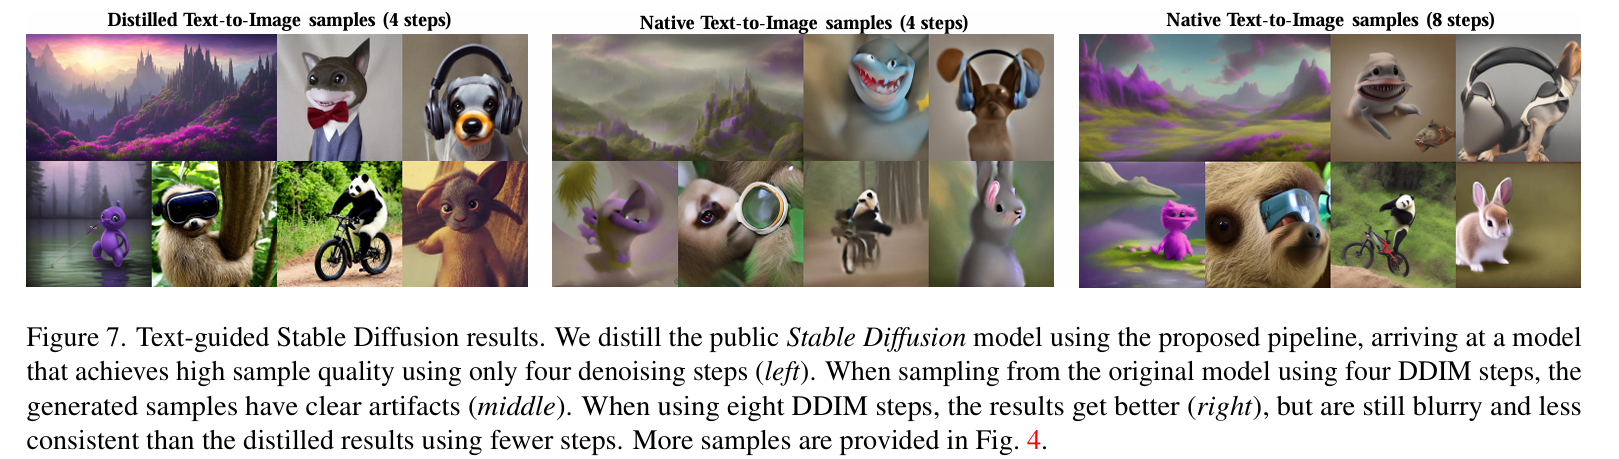 Distilled Text-to-Image samples (4 steps)
Native Text-to-Image samples (4 steps)
Native Text-to-Image samples (8 steps)
Figure 7. Text-guided Stable Diffusion results. We distill the public Stable Diffusion model using the proposed pipeline, arriving at a model
that achieves high sample quality using only four denoising steps (left). When sampling from the original model using four DDIM steps, the
generated samples have clear artifacts (middle). When using eight DDIM steps, the results get better (right), but are still blurry and less
consistent than the distilled results using fewer steps. More samples are provided in Fig. 4.